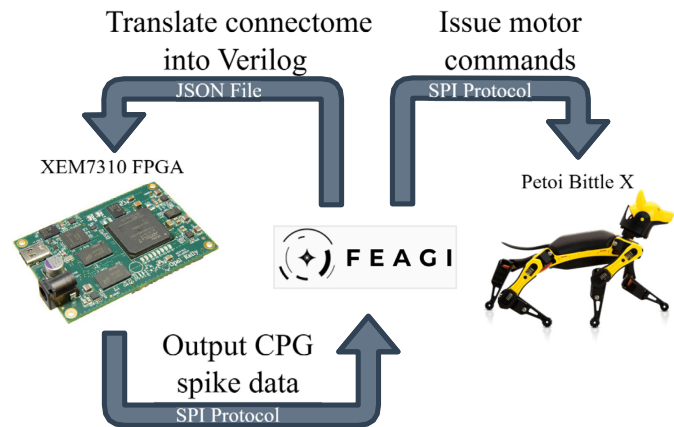 Translate connectome
into Verilog
JSON File
Issue motor
commands
SPI Protocol
XEM7310 FPGA
Petoi Bittle X
FEAGI
Output CPG
spike data
SPI Protocol